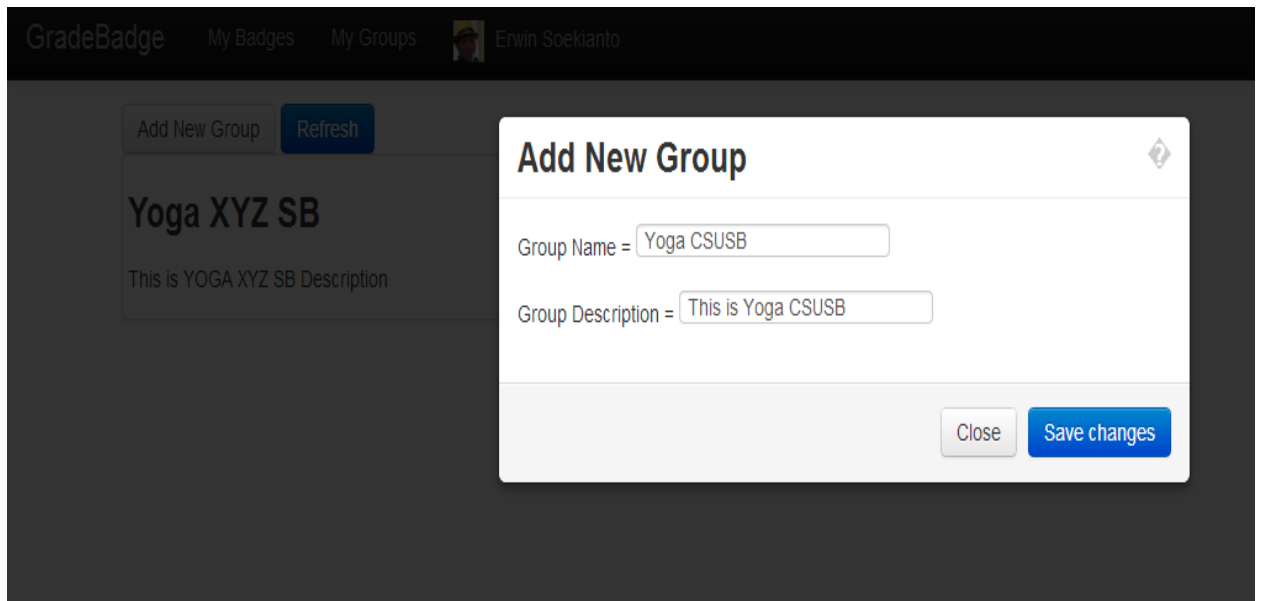 GradeBadge My Badges My Groups Erwin Soekianto
Add New Group Refresh
Yoga XYZ SB
This is YOGA XYZ SB Description
Add New Group
Group Name = Yoga CSUSB
Group Description = This is Yoga CSUSB
Close Save changes